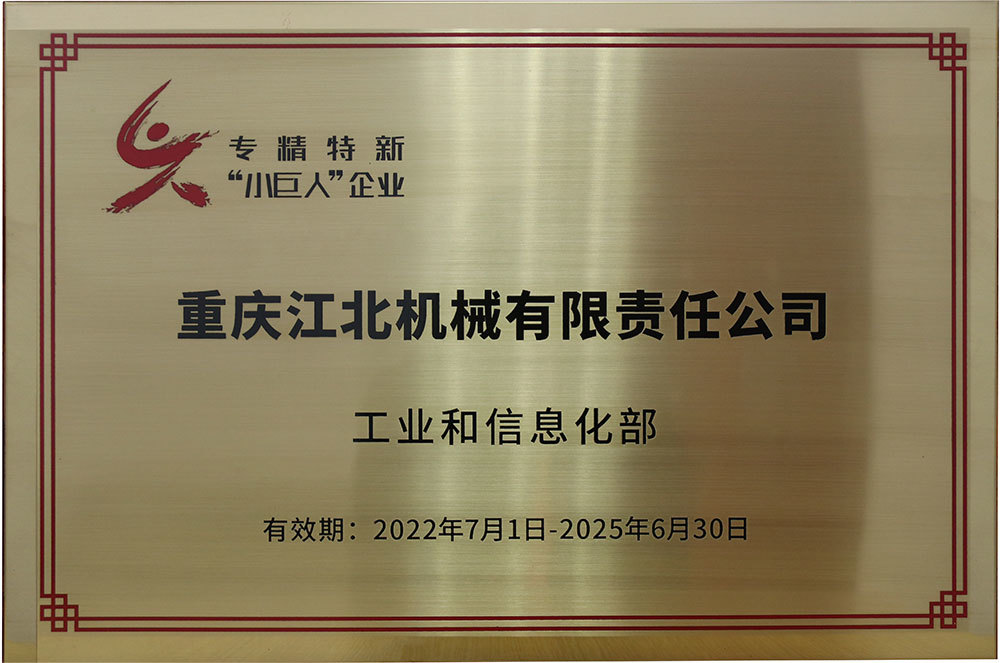 专精特新
“小巨人”企业
重庆江北机械有限责任公司
工业和信息化部
有效期：2022年7月1日-2025年6月30日